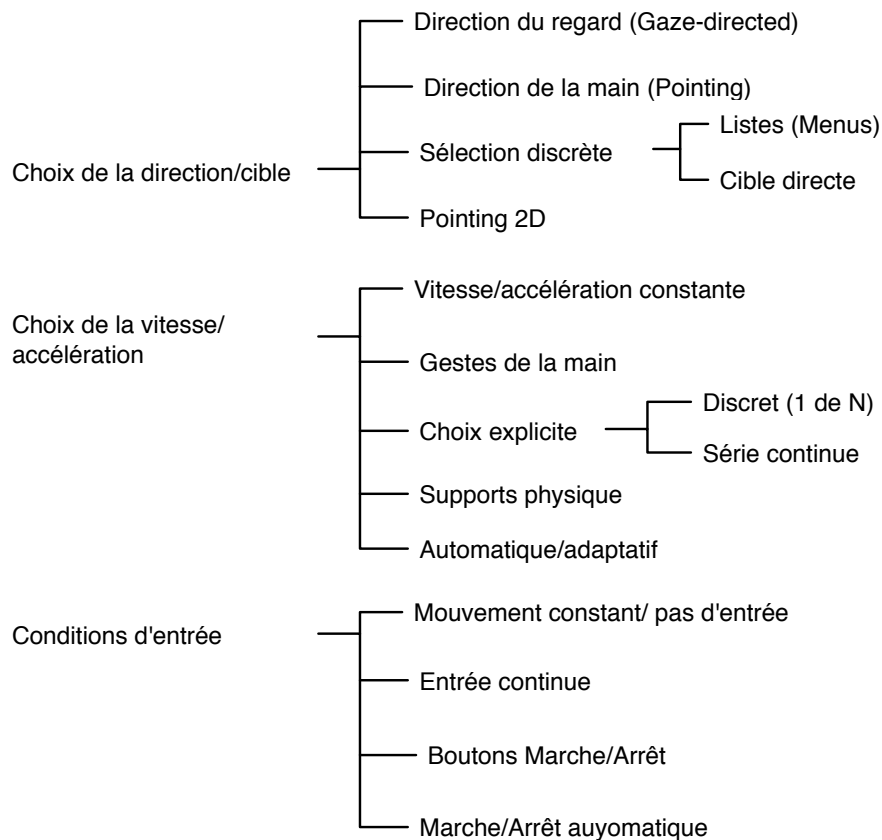 Direction du regard (Gaze-directed)
Direction de la main (Pointing)
Listes (Menus)
Sélection discrète
Choix de la direction/cible
Cible directe
Pointing 2D
Vitesse/accélération constante
Choix de la vitesse/
accélération
Gestes de la main
Discret (1 de N)
Choix explicite
Série continue
Supports physique
Automatique/adaptatif
Mouvement constant/ pas d'entrée
Conditions d'entrée
Entrée continue
Boutons Marche/Arrêt
Marche/Arrêt auyomatique